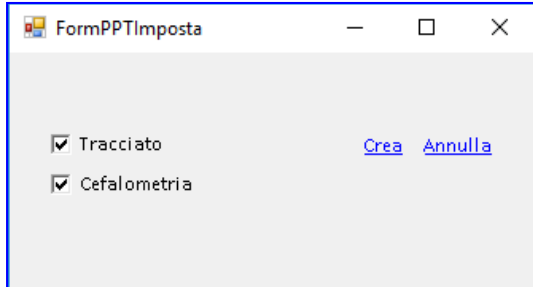 FormPPTImposta
Tracciato
Crea Annulla
Cefalometria